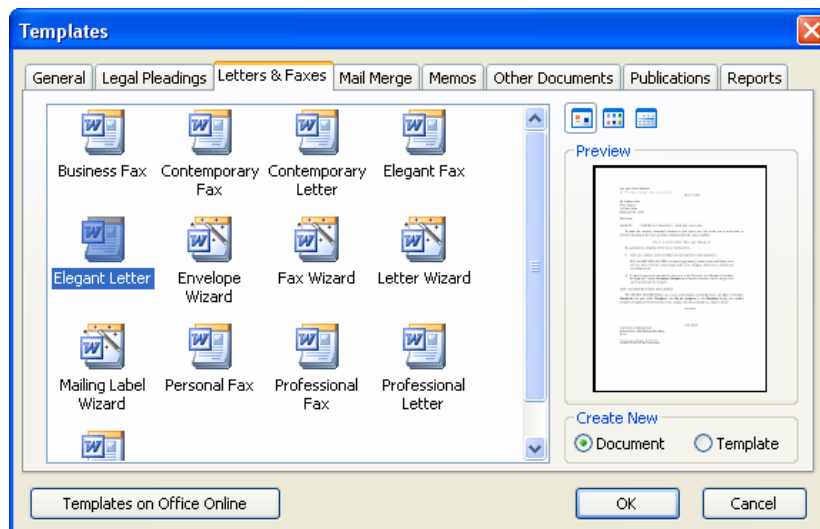 Templates
General Legal Pleadings Letters & Faxes Mail Merge Memos Other Documents Publications Reports
Business Fax
Contemporary
Fax
Contemporary
Letter
Elegant Fax
Elegant Letter
Envelope
Wizard
Fax Wizard
Letter Wizard
Mailing Label
Wizard
Personal Fax
Professional
Fax
Professional
Letter
Preview
Create New
Document Template
Templates on Office Online
OK
Cancel